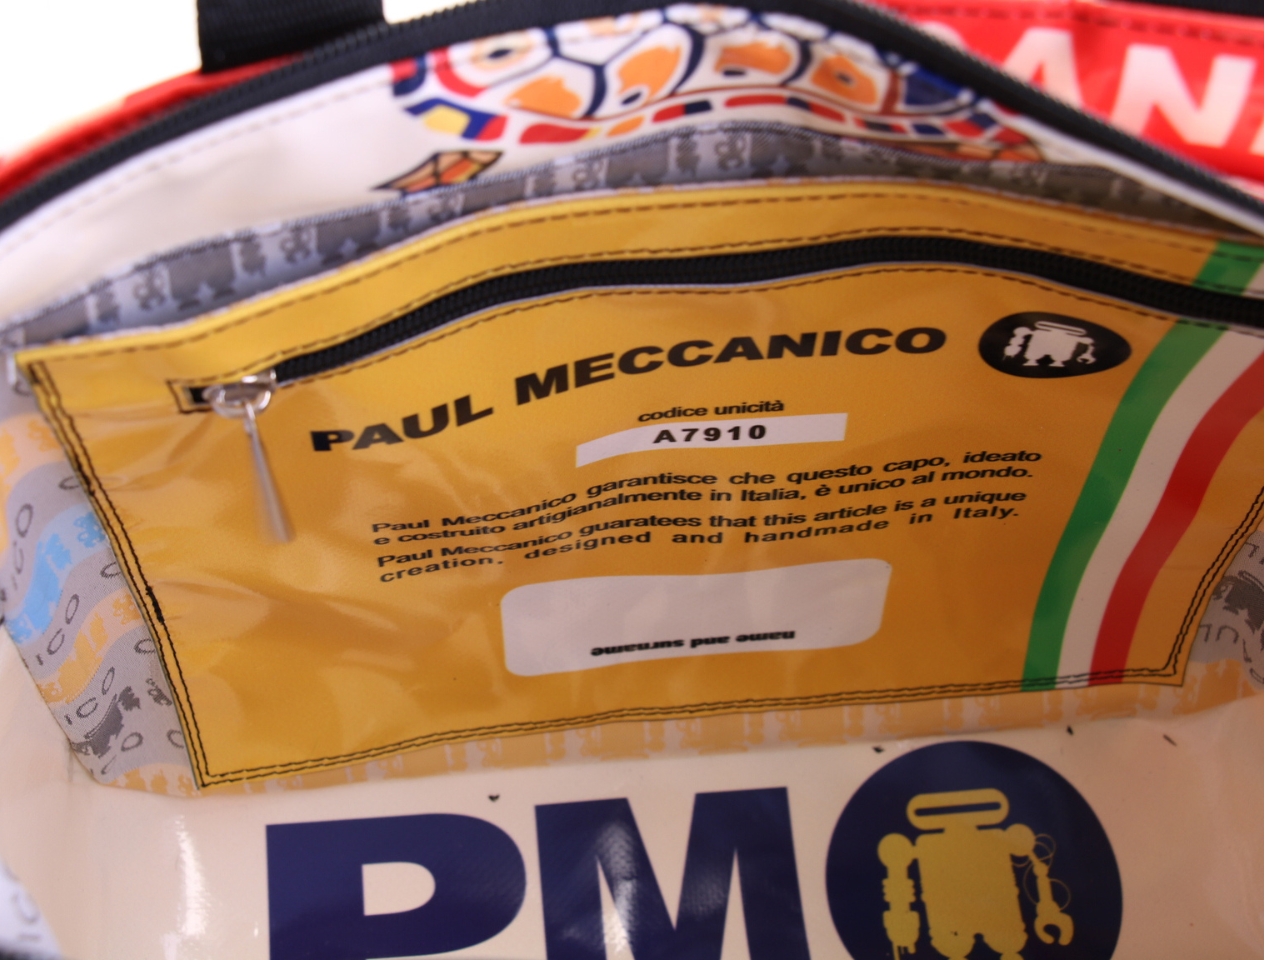 AN
PAUL MECCANICO
codice unicità
A7910
Paul Meccanico garantisce che questo capo, ideato
e costruito artigianalmente in Italia, è unico al mondo.
Paul Meccanico guaratees that this article is a unique
creation, designed and handmade in Italy.
name and surname
PM